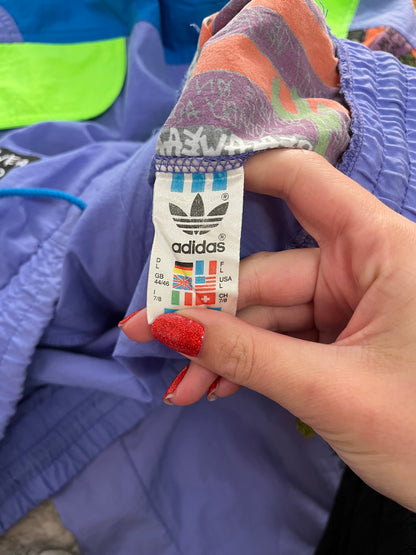 ®
adidas®
D F
L L
GB USA
44/46 L
I CH
7/8 7/8